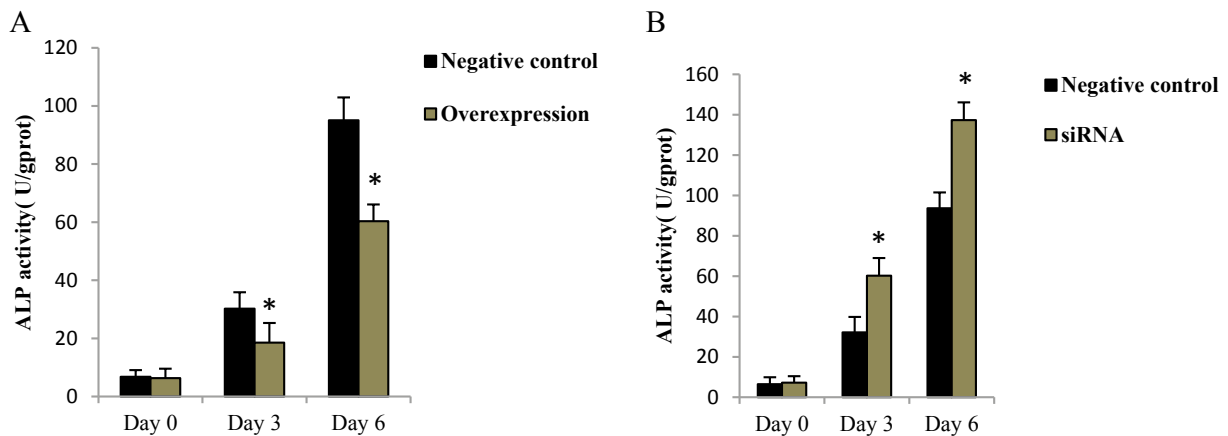 A
ALP activity( U/gprot)
120
100
80
60
40
20
0
*
*
Day 0 Day 3 Day 6
Negative control
Overexpression
B
ALP activity( U/gprot)
160
140
120
100
80
60
40
20
0
*
*
Day 0 Day 3 Day 6
Negative control
siRNA